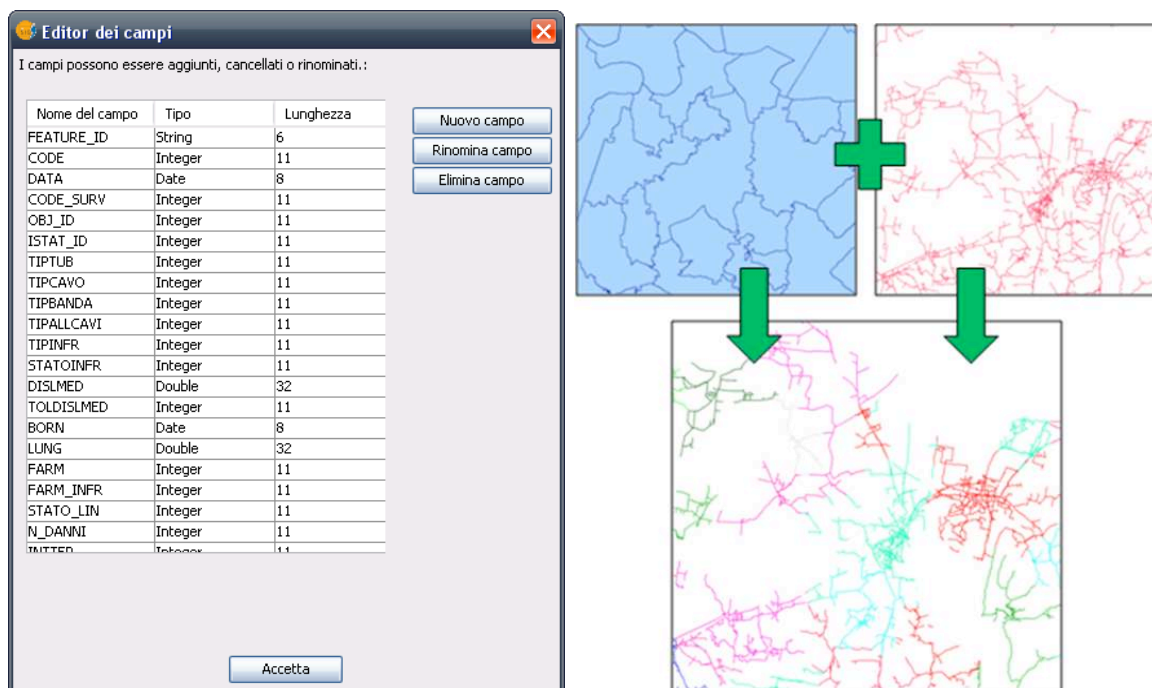 Editor dei campi
I campi possono essere aggiunti, cancellati o rinominati.:
Nome del campo Tipo Lunghezza
FEATURE_ID String 6
CODE Integer 11
DATA Date 8
CODE_SURV Integer 11
OBJ_ID Integer 11
ISTAT_ID Integer 11
TIPTUB Integer 11
TIPCAVO Integer 11
TIPBANDA Integer 11
TIPALLCAVI Integer 11
TIPINFR Integer 11
STATOINFR Integer 11
DISLMED Double 32
TOLDISLMED Integer 11
BORN Date 8
LUNG Double 32
FARM Integer 11
FARM_INFR Integer 11
STATO_LIN Integer 11
N_DANNI Integer 11
Integer 11
Nuovo campo
Rinomina campo
Elimina campo
Accetta